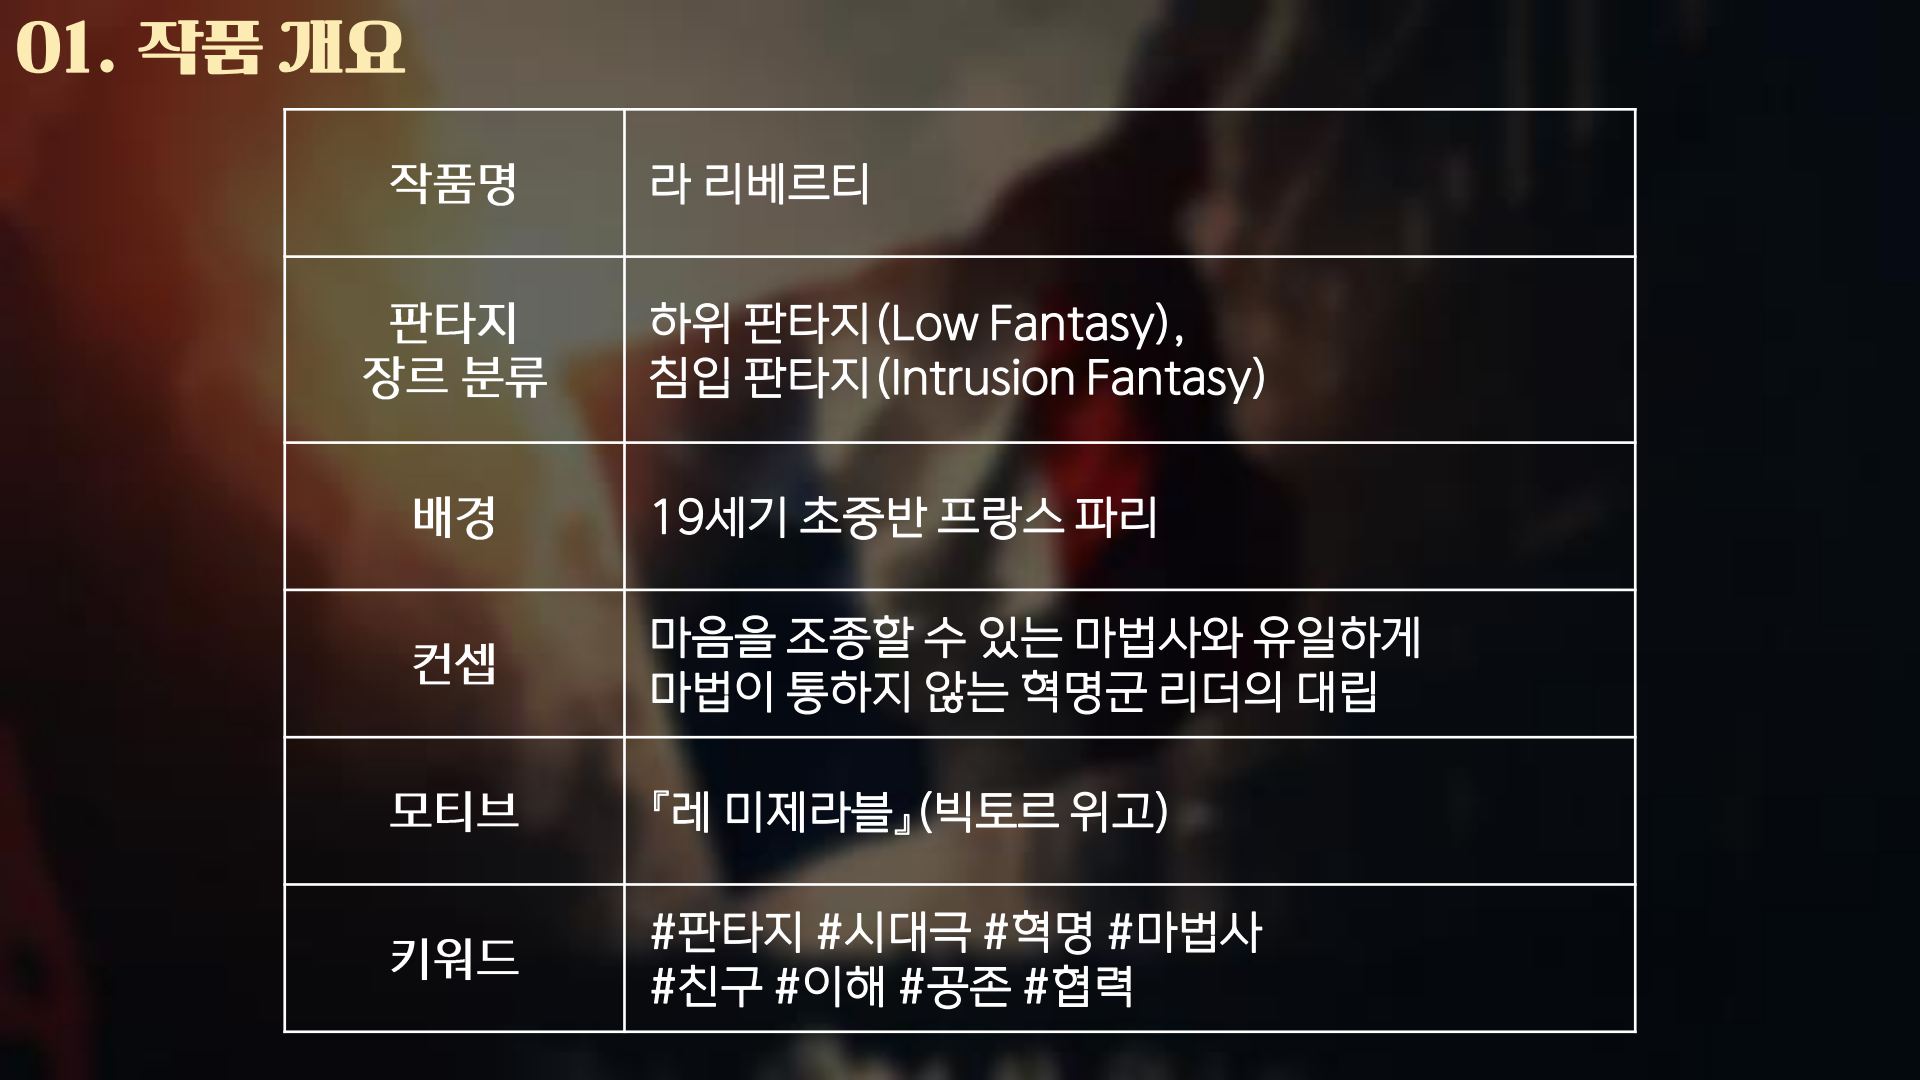 01. 작품 개요
작품명
라 리베르티
판타지
장르 분류
하위 판타지(Low Fantasy),
침입 판타지(Intrusion Fantasy)
배경
19세기 초중반 프랑스 파리
컨셉
마음을 조종할 수 있는 마법사와 유일하게
마법이 통하지 않는 혁명군 리더의 대립
모티브
『레 미제라블』(빅토르 위고)
키워드
#판타지 #시대극 #혁명 #마법사
#친구 #이해 #공존 #협력